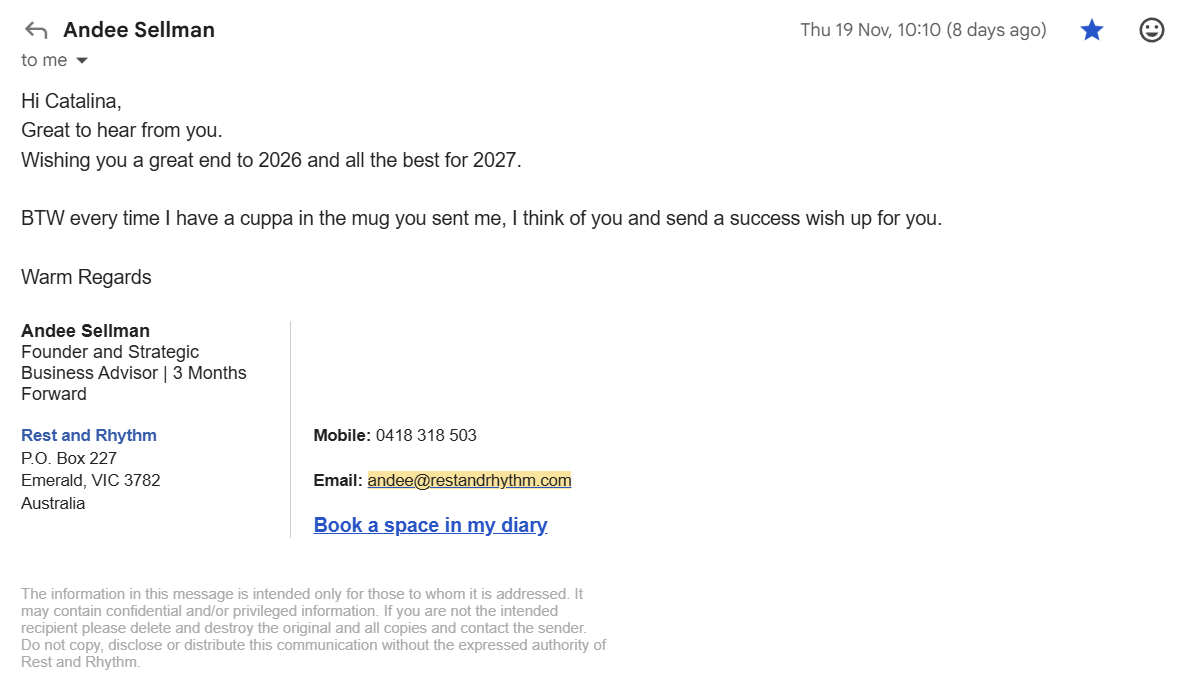 Andee Sellman
Thu 19 Nov, 10:10 (8 days ago)
to me
Hi Catalina,
Great to hear from you.
Wishing you a great end to 2026 and all the best for 2027.
BTW every time I have a cuppa in the mug you sent me, I think of you and send a success wish up for you.
Warm Regards
Andee Sellman
Founder and Strategic
Business Advisor | 3 Months
Forward
Rest and Rhythm
P.O. Box 227
Emerald, VIC 3782
Australia
Mobile: 0418 318 503
Email: andee@restandrhythm.com
Book a space in my diary
The information in this message is intended only for those to whom it is addressed. It
may contain confidential and/or privileged information. If you are not the intended
recipient please delete and destroy the original and all copies and contact the sender.
Do not copy, disclose or distribute this communication without the expressed authority of
Rest and Rhythm.